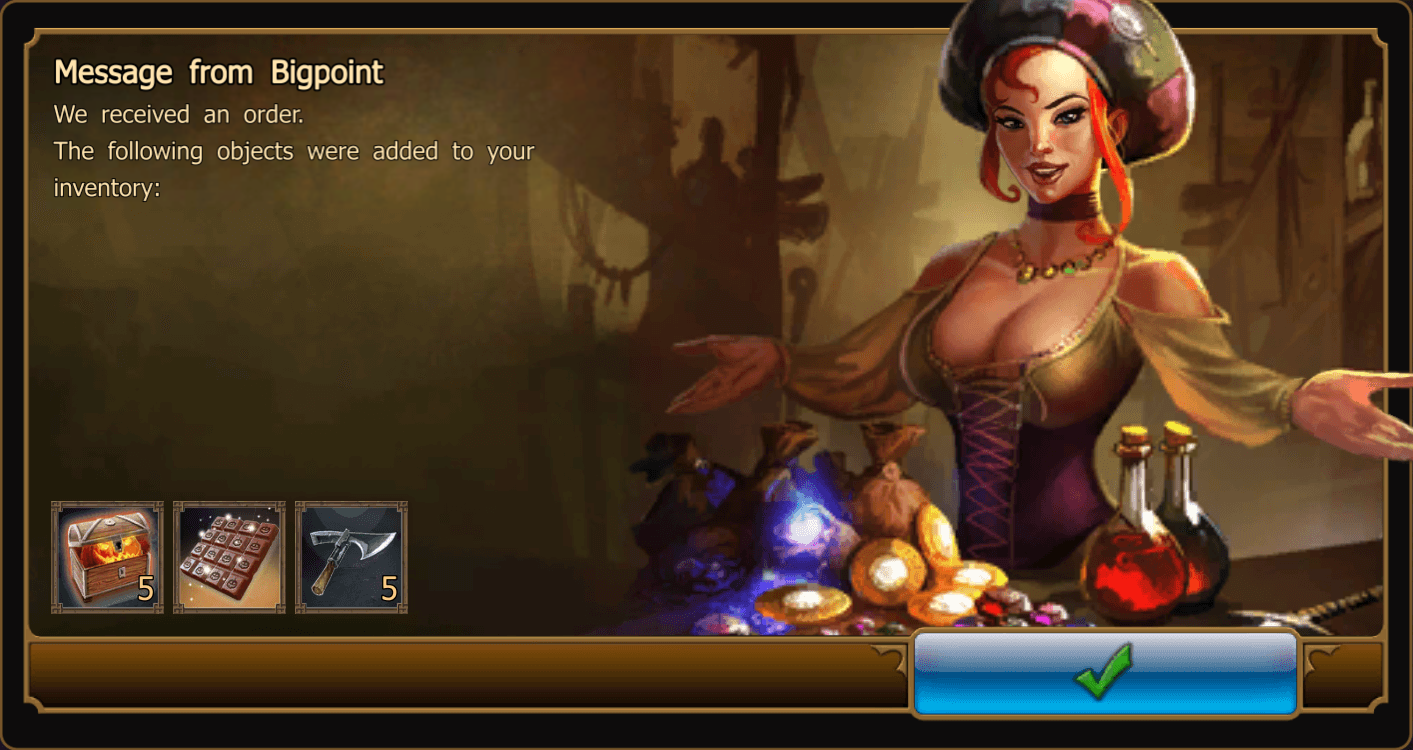 Message from Bigpoint
We received an order.
The following objects were added to your
inventory:
5
5